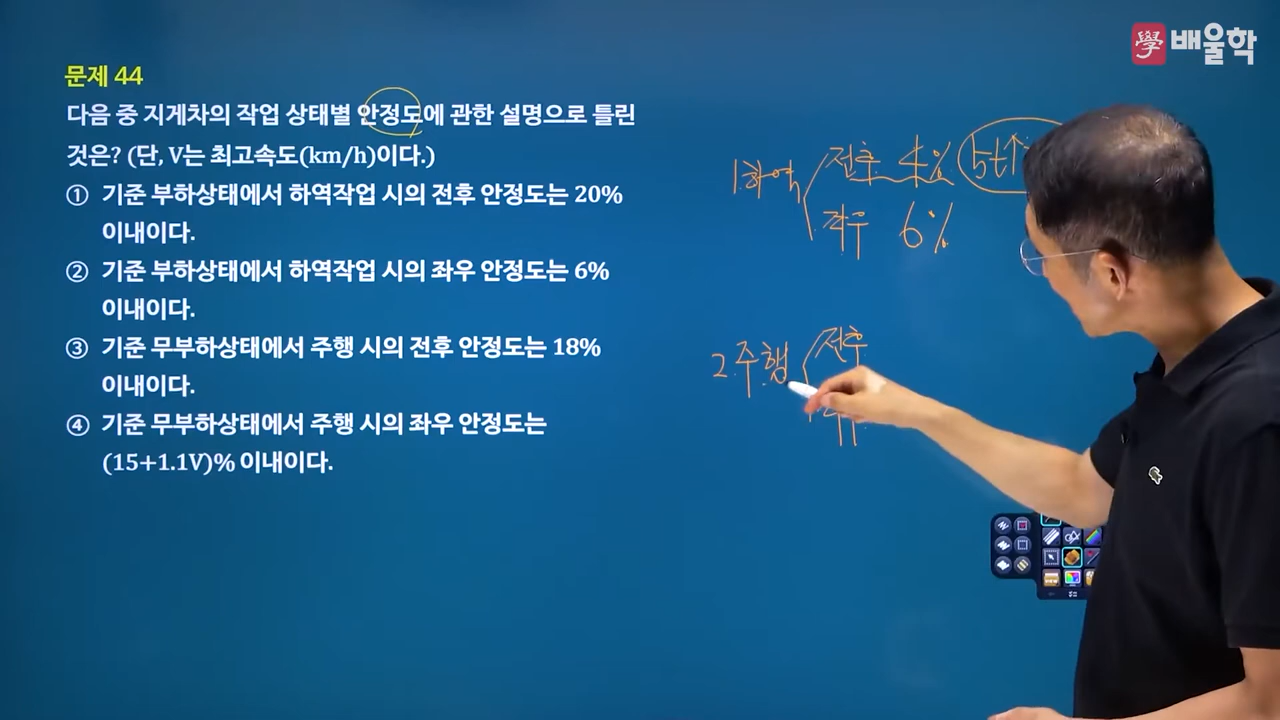 學 배울학
문제 44
다음 중 지게차의 작업 상태별 안정도에 관한 설명으로 틀린
것은? (단, V는 최고속도(km/h)이다.)
① 기준 부하상태에서 하역작업 시의 전후 안정도는 20%
이내이다.
② 기준 부하상태에서 하역작업 시의 좌우 안정도는 6%
이내이다.
③ 기준 무부하상태에서 주행 시의 전후 안정도는 18%
이내이다.
④ 기준 무부하상태에서 주행 시의 좌우 안정도는
(15+1.1V)% 이내이다.
1.하역 전후 4% 5t↑
좌우 6%
2.주행 전후